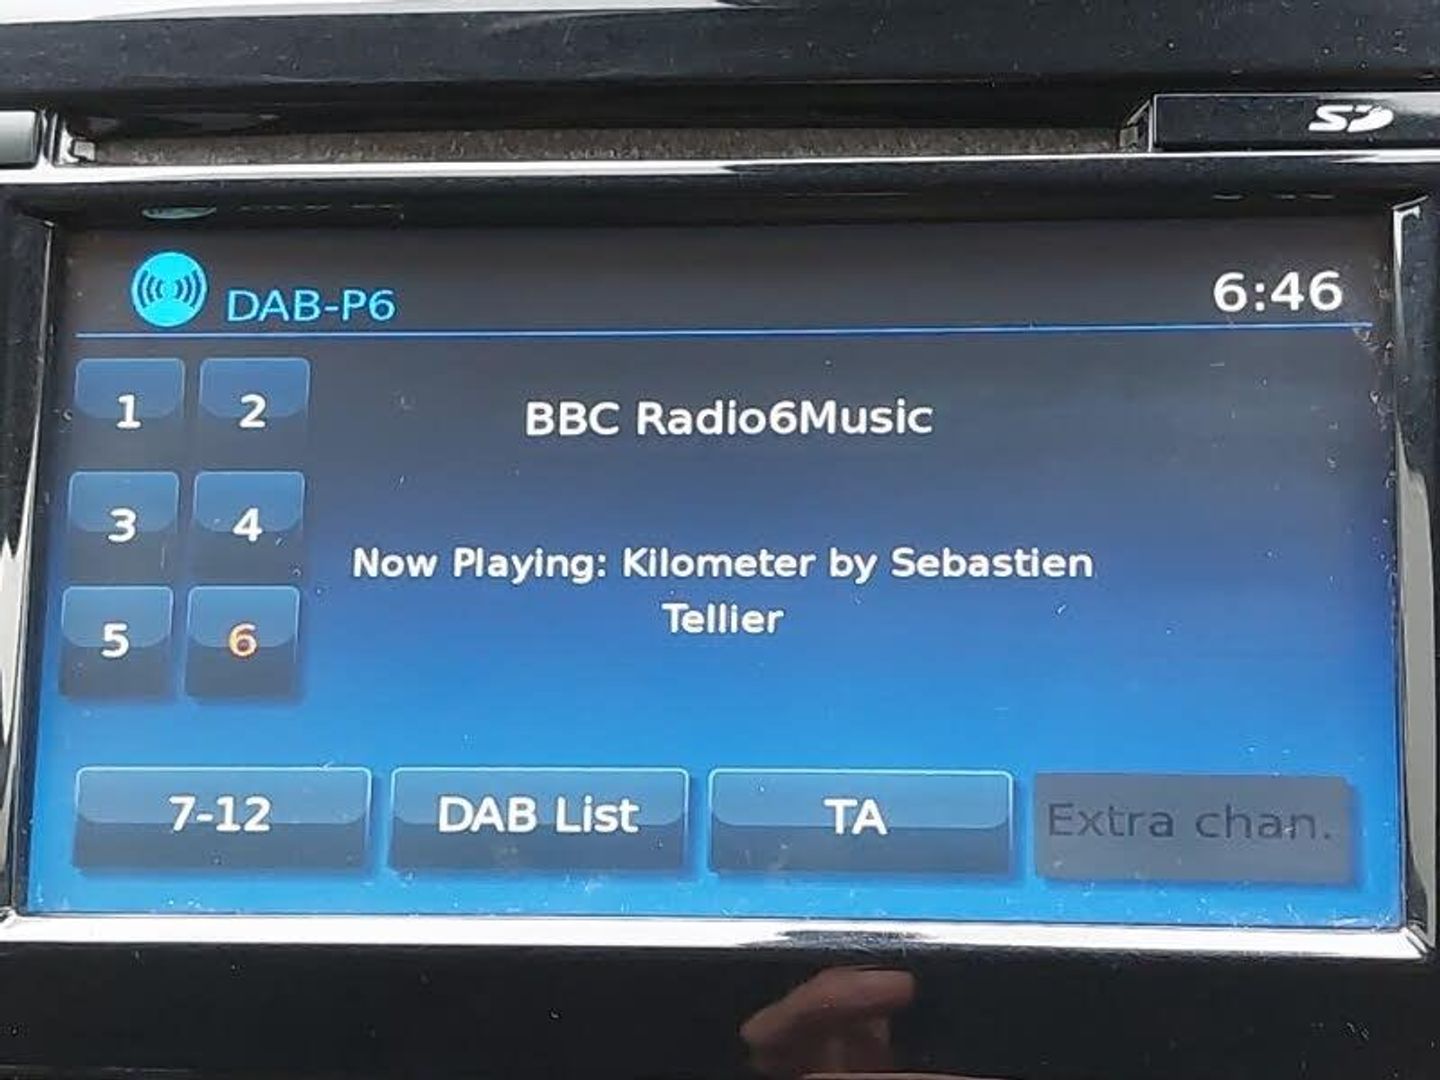 SD
DAB-P6
6:46
1
2
BBC Radio6Music
3
4
Now Playing: Kilometer by Sebastien
Tellier
5
6
7-12
DAB List
TA
Extra chan.